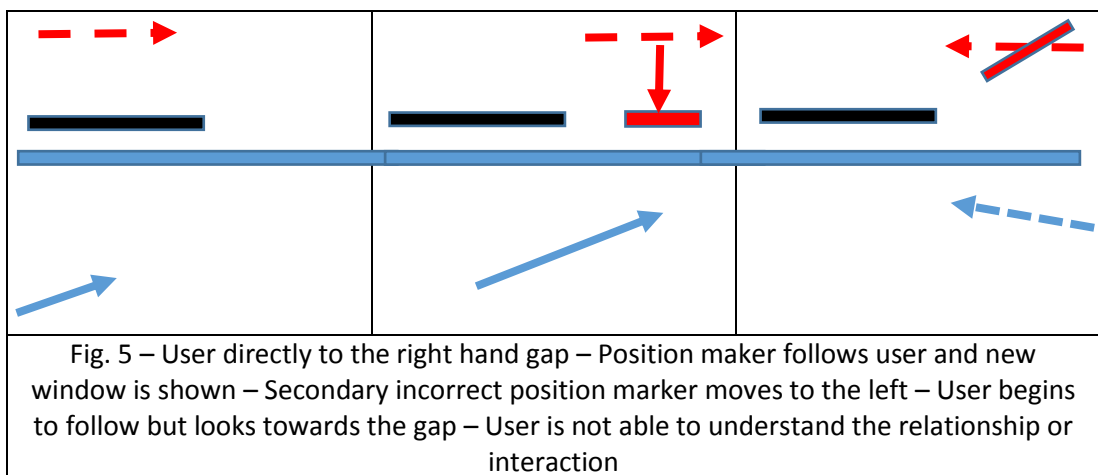 Fig. 5 – User directly to the right hand gap – Position maker follows user and new
window is shown – Secondary incorrect position marker moves to the left – User begins
to follow but looks towards the gap – User is not able to understand the relationship or
interaction